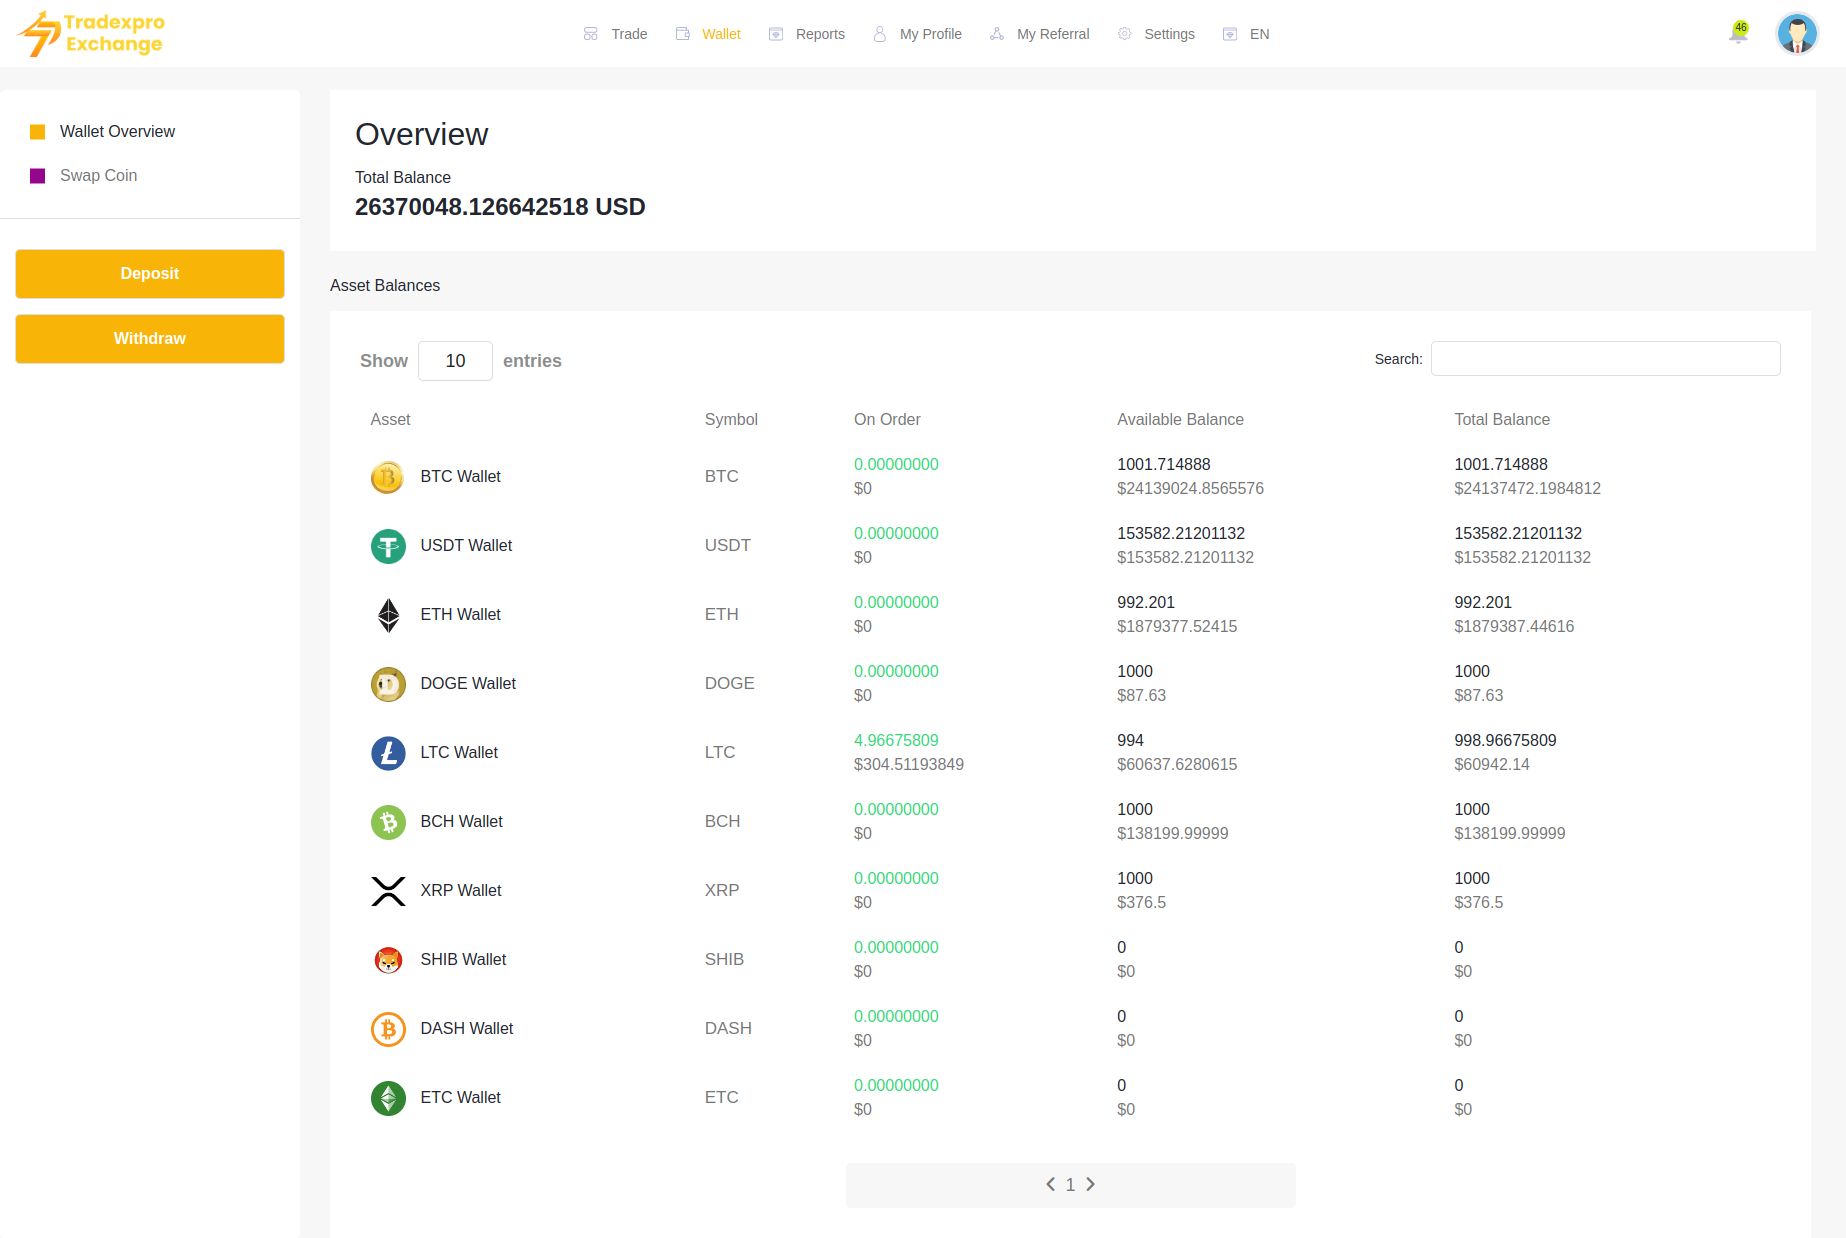 Tradexpro
Exchange
Trade
Wallet
Reports
My Profile
My Referral
Settings
EN
46
Wallet Overview
Swap Coin
Deposit
Withdraw
Overview
Total Balance
26370048.126642518 USD
Asset Balances
Show 10 entries
Search:
Asset Symbol On Order Available Balance Total Balance
BTC Wallet BTC 0.00000000 1001.714888 1001.714888
$0 $24139024.8565576 $24137472.1984812
USDT Wallet USDT 0.00000000 153582.21201132 153582.21201132
$0 $153582.21201132 $153582.21201132
ETH Wallet ETH 0.00000000 992.201 992.201
$0 $1879377.52415 $1879387.44616
DOGE Wallet DOGE 0.00000000 1000 1000
$0 $87.63 $87.63
LTC Wallet LTC 4.96675809 994 998.96675809
$304.51193849 $60637.6280615 $60942.14
BCH Wallet BCH 0.00000000 1000 1000
$0 $138199.99999 $138199.99999
XRP Wallet XRP 0.00000000 1000 1000
$0 $376.5 $376.5
SHIB Wallet SHIB 0.00000000 0 0
$0 $0 $0
DASH Wallet DASH 0.00000000 0 0
$0 $0 $0
ETC Wallet ETC 0.00000000 0 0
$0 $0 $0
1